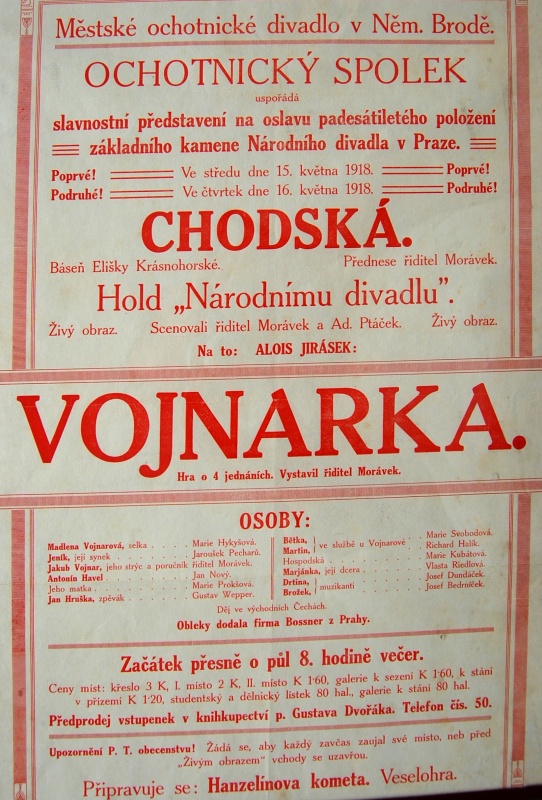 Městské ochotnické divadlo v Něm. Brodě.
OCHOTNICKÝ SPOLEK
uspořádá
slavnostní představení na oslavu padesátiletého položení
základního kamene Národního divadla v Praze.
Poprvé! Ve středu dne 15. května 1918. Poprvé!
Podruhé! Ve čtvrtek dne 16. května 1918. Podruhé!
CHODSKÁ.
Báseň Elišky Krásnohorské. Přednese řiditel Morávek.
Hold „Národnímu divadlu".
Živý obraz. Scenovali řiditel Morávek a Ad. Ptáček. Živý obraz.
Na to: ALOIS JIRÁSEK:
VOJNARKA.
Hra o 4 jednáních. Vystavil řiditel Morávek.
OSOBY:
Madlena Vojnarová, selka . . . . Marie Hykyšová.
Jeník, její synek . . . . . Jaroušek Pecharů.
Jakub Vojnar, jeho strýc a poručník řiditel Morávek.
Antonín Havel . . . . . Jan Nový.
Jeho matka . . . . . Marie Prokšová.
Jan Hruška, zpěvák . . . . Gustav Wepper.
Bětka, } ve službě u Vojnarové . Marie Svobodová.
Martin, } Richard Halík.
Hospodská . . . . . Marie Kubátová.
Marjánka, její dcera . . . . Vlasta Riedlová.
Drtina, } muzikanti . . . . Josef Dundáček.
Brožek, } Josef Bedrníček.
Děj ve východních Čechách.
Obleky dodala firma Bossner z Prahy.
Začátek přesně o půl 8. hodině večer.
Ceny míst: křeslo 3 K, I. místo 2 K, II. místo K 1·60, galerie k sezení K 1·60, k stání
v přízemí K 1·20, studentský a dělnický lístek 80 hal., galerie k stání 80 hal.
Předprodej vstupenek v knihkupectví p. Gustava Dvořáka. Telefon čís. 50.
Upozornění P. T. obecenstvu! Žádá se, aby každý zavčas zaujal své místo, neb před
„Živým obrazem" vchody se uzavřou.
Připravuje se: Hanzelínova kometa. Veselohra.